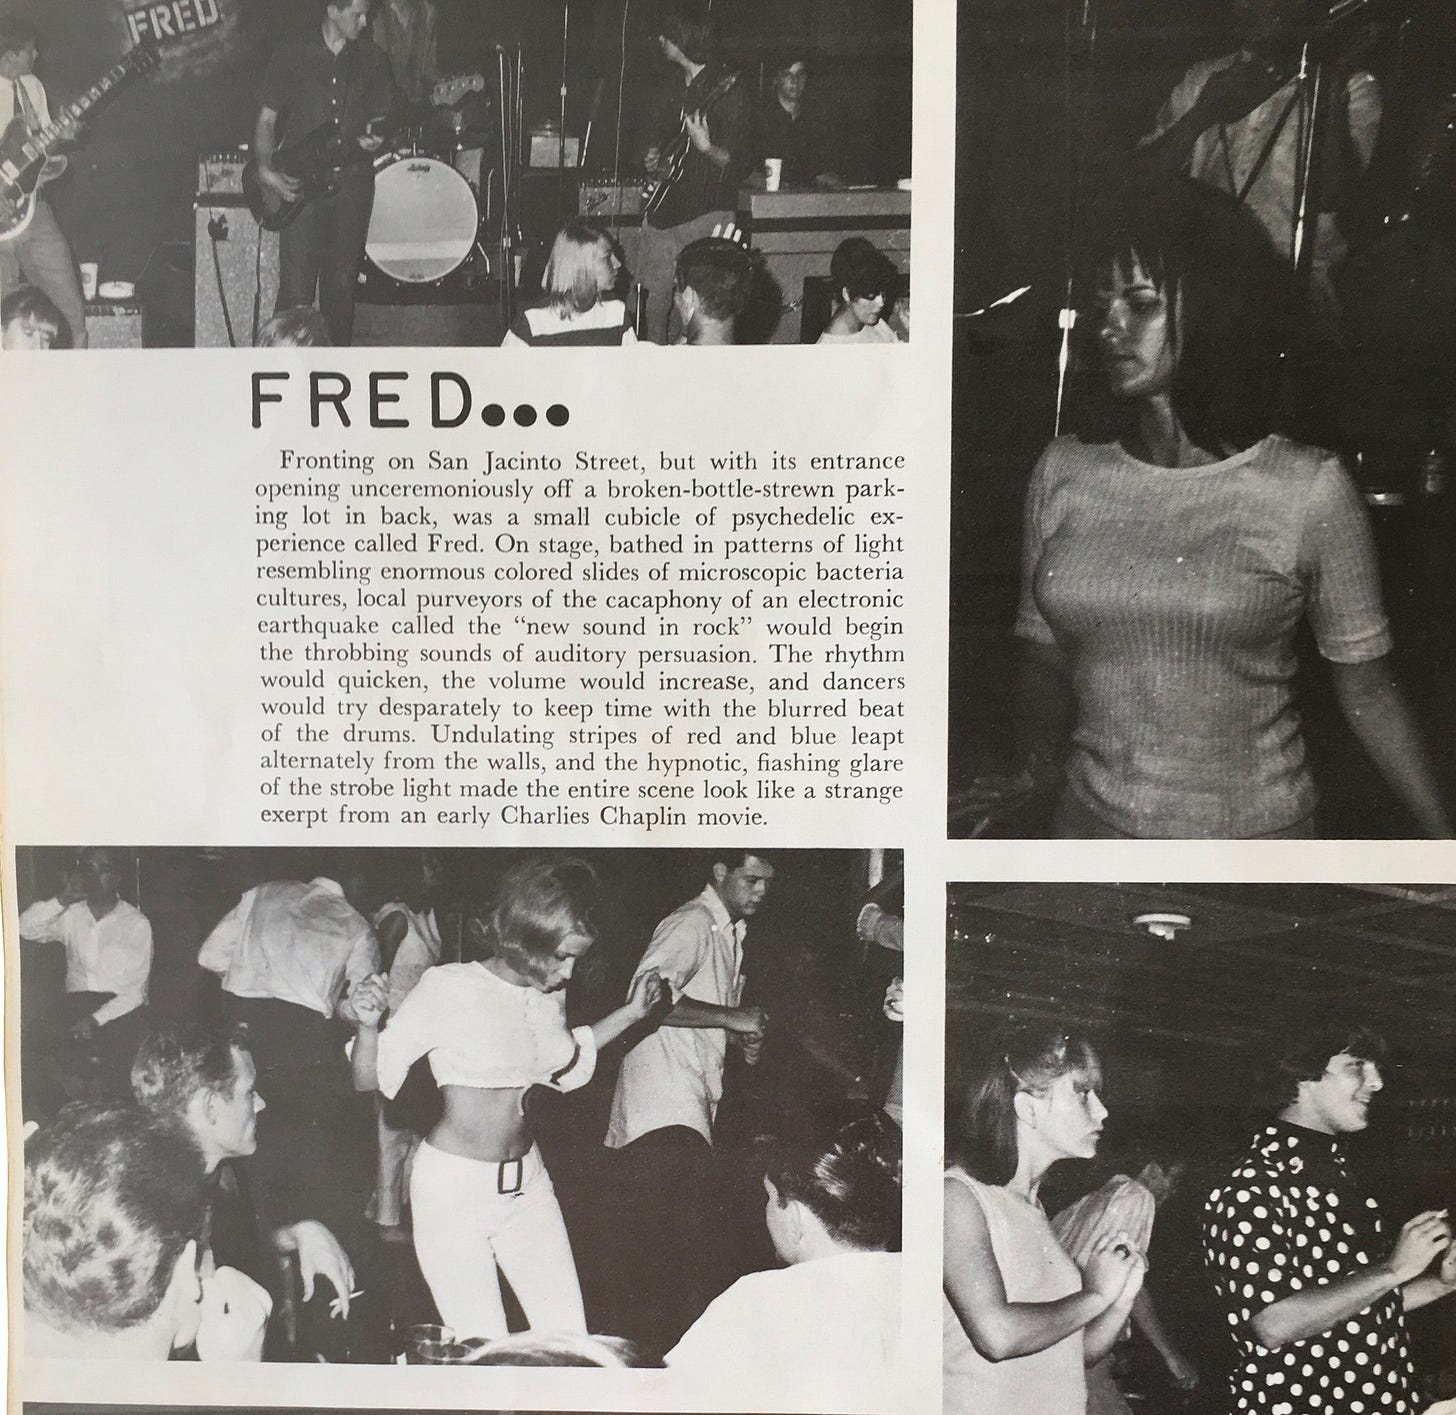 FRED
FRED...
Fronting on San Jacinto Street, but with its entrance
opening unceremoniously off a broken-bottle-strewn park-
ing lot in back, was a small cubicle of psychedelic ex-
perience called Fred. On stage, bathed in patterns of light
resembling enormous colored slides of microscopic bacteria
cultures, local purveyors of the cacaphony of an electronic
earthquake called the “new sound in rock” would begin
the throbbing sounds of auditory persuasion. The rhythm
would quicken, the volume would increase, and dancers
would try desparately to keep time with the blurred beat
of the drums. Undulating stripes of red and blue leapt
alternately from the walls, and the hypnotic, fiashing glare
of the strobe light made the entire scene look like a strange
exerpt from an early Charlies Chaplin movie.